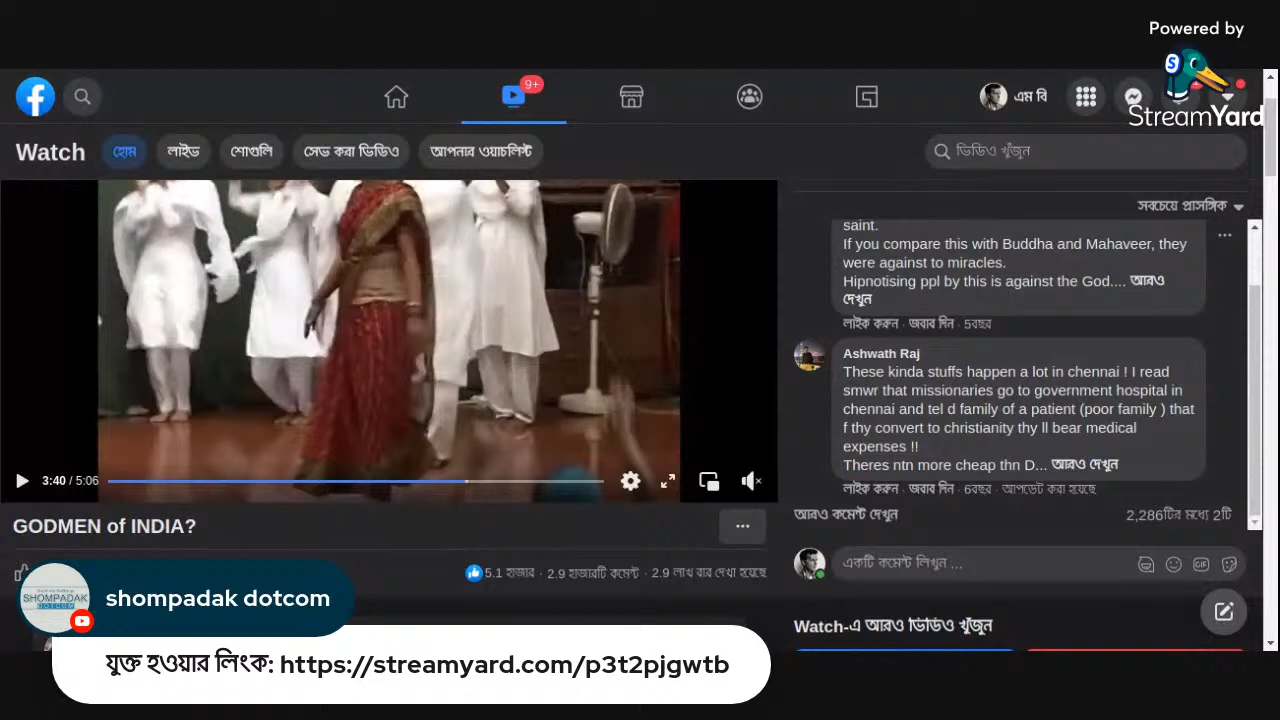 Powered by
StreamYard
9+
এম বি
Watch
হোম
লাইভ
শোগুলি
সেভ করা ভিডিও
আপনার ওয়াচলিস্ট
ভিডিও খুঁজুন
সবচেয়ে প্রাসঙ্গিক
saint.
If you compare this with Buddha and Mahaveer, they
were against to miracles.
Hipnotising ppl by this is against the God.... আরও
দেখুন
লাইক করুন · জবাব দিন · 5বছর
Ashwath Raj
These kinda stuffs happen a lot in chennai ! I read
smwr that missionaries go to government hospital in
chennai and tel d family of a patient (poor family ) that
f thy convert to christianity thy ll bear medical
expenses !!
Theres ntn more cheap thn D... আরও দেখুন
লাইক করুন · জবাব দিন · 6বছর · আপডেট করা হয়েছে
আরও কমেন্ট দেখুন
2,286টির মধ্যে 2টি
3:40 / 5:06
GODMEN of INDIA?
5.1 হাজার · 2.9 হাজারটি কমেন্ট · 2.9 লাখ বার দেখা হয়েছে
একটি কমেন্ট লিখুন ...
GIF
Watch-এ আরও ভিডিও খুঁজুন
SHOMPADAK
DOTCOM
shompadak dotcom
যুক্ত হওয়ার লিংক: https://streamyard.com/p3t2pjgwtb